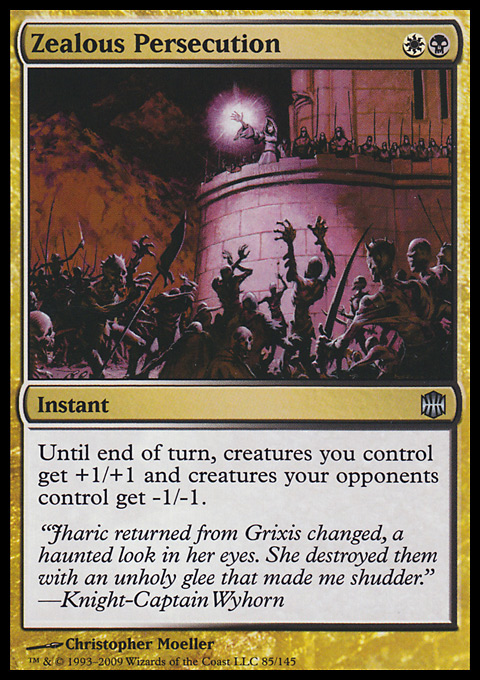 Zealous Persecution
Instant
Until end of turn, creatures you control
get +1/+1 and creatures your opponents
control get -1/-1.
“Jharic returned from Grixis changed, a
haunted look in her eyes. She destroyed them
with an unholy glee that made me shudder.”
—Knight-Captain Wyhorn
Christopher Moeller
™ & © 1993–2009 Wizards of the Coast LLC 85/145